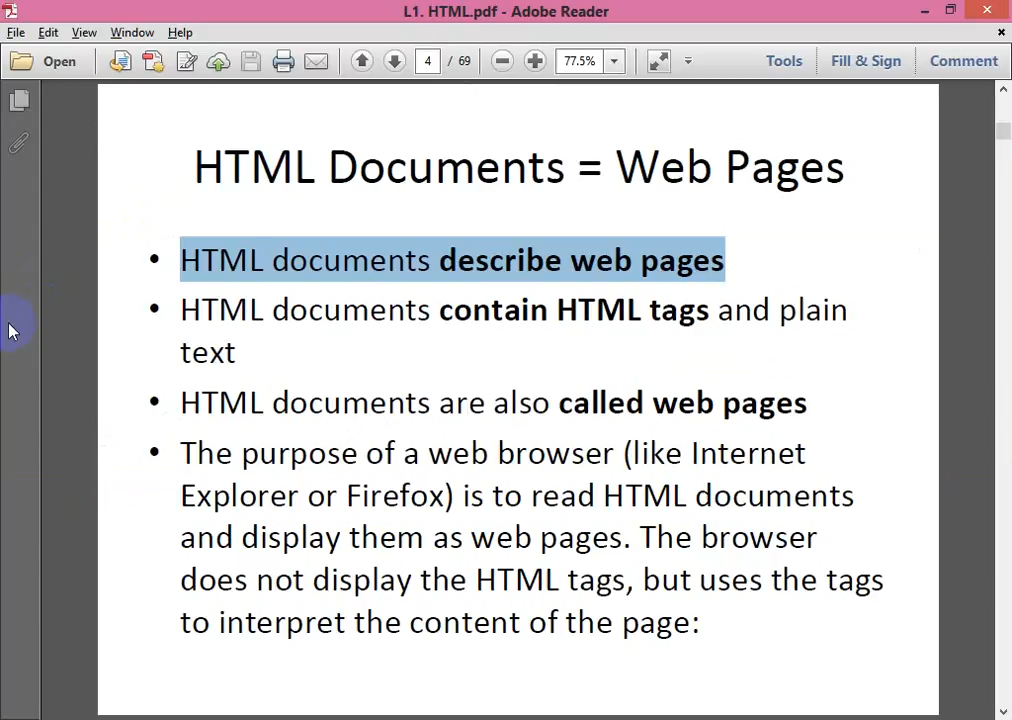 L1. HTML.pdf - Adobe Reader
File Edit View Window Help
Open 4 / 69 77.5% Tools Fill & Sign Comment
HTML Documents = Web Pages
• HTML documents describe web pages
• HTML documents contain HTML tags and plain
text
• HTML documents are also called web pages
• The purpose of a web browser (like Internet
Explorer or Firefox) is to read HTML documents
and display them as web pages. The browser
does not display the HTML tags, but uses the tags
to interpret the content of the page: